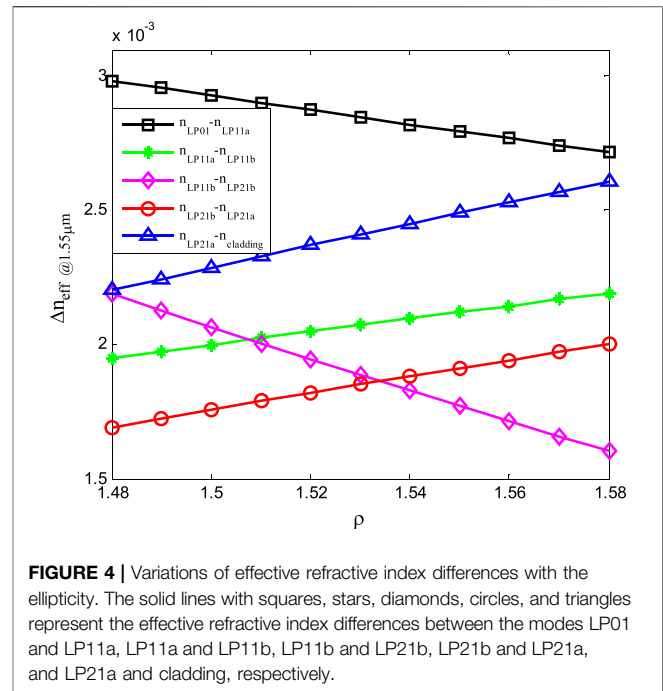 x 10⁻³
3
2.5
2
1.5
Δn_eff @1.55μm
n_LP01-n_LP11a
n_LP11a-n_LP11b
n_LP11b-n_LP21b
n_LP21b-n_LP21a
n_LP21a-n_cladding
1.48 1.5 1.52 1.54 1.56 1.58
ρ
FIGURE 4 | Variations of effective refractive index differences with the
ellipticity. The solid lines with squares, stars, diamonds, circles, and triangles
represent the effective refractive index differences between the modes LP01
and LP11a, LP11a and LP11b, LP11b and LP21b, LP21b and LP21a,
and LP21a and cladding, respectively.